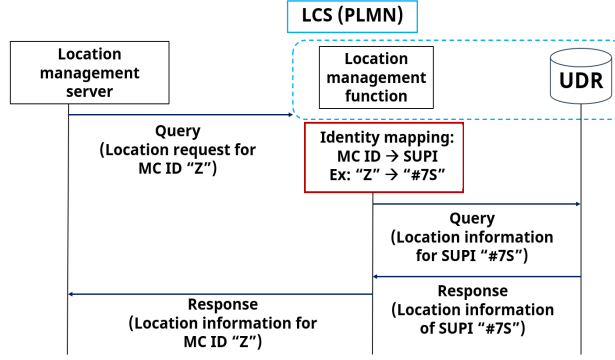 LCS (PLMN)
Location
management
server
Location
management
function
UDR
Query
(Location request for
MC ID “Z”)
Identity mapping:
MC ID → SUPI
Ex: “Z” → “#7S”
Query
(Location information
for SUPI “#7S”)
Response
(Location information
of SUPI “#7S”)
Response
(Location information for
MC ID “Z”)